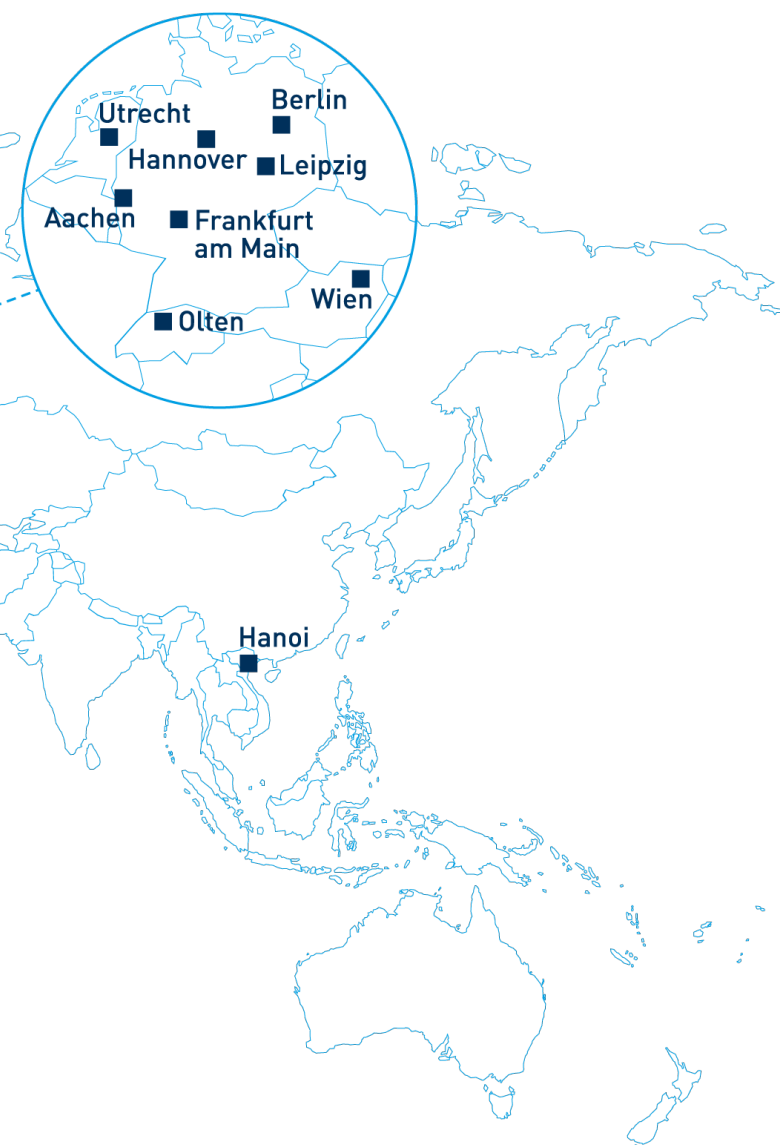 Utrecht
Berlin
Hannover
Leipzig
Aachen
Frankfurt
am Main
Wien
Olten
Hanoi